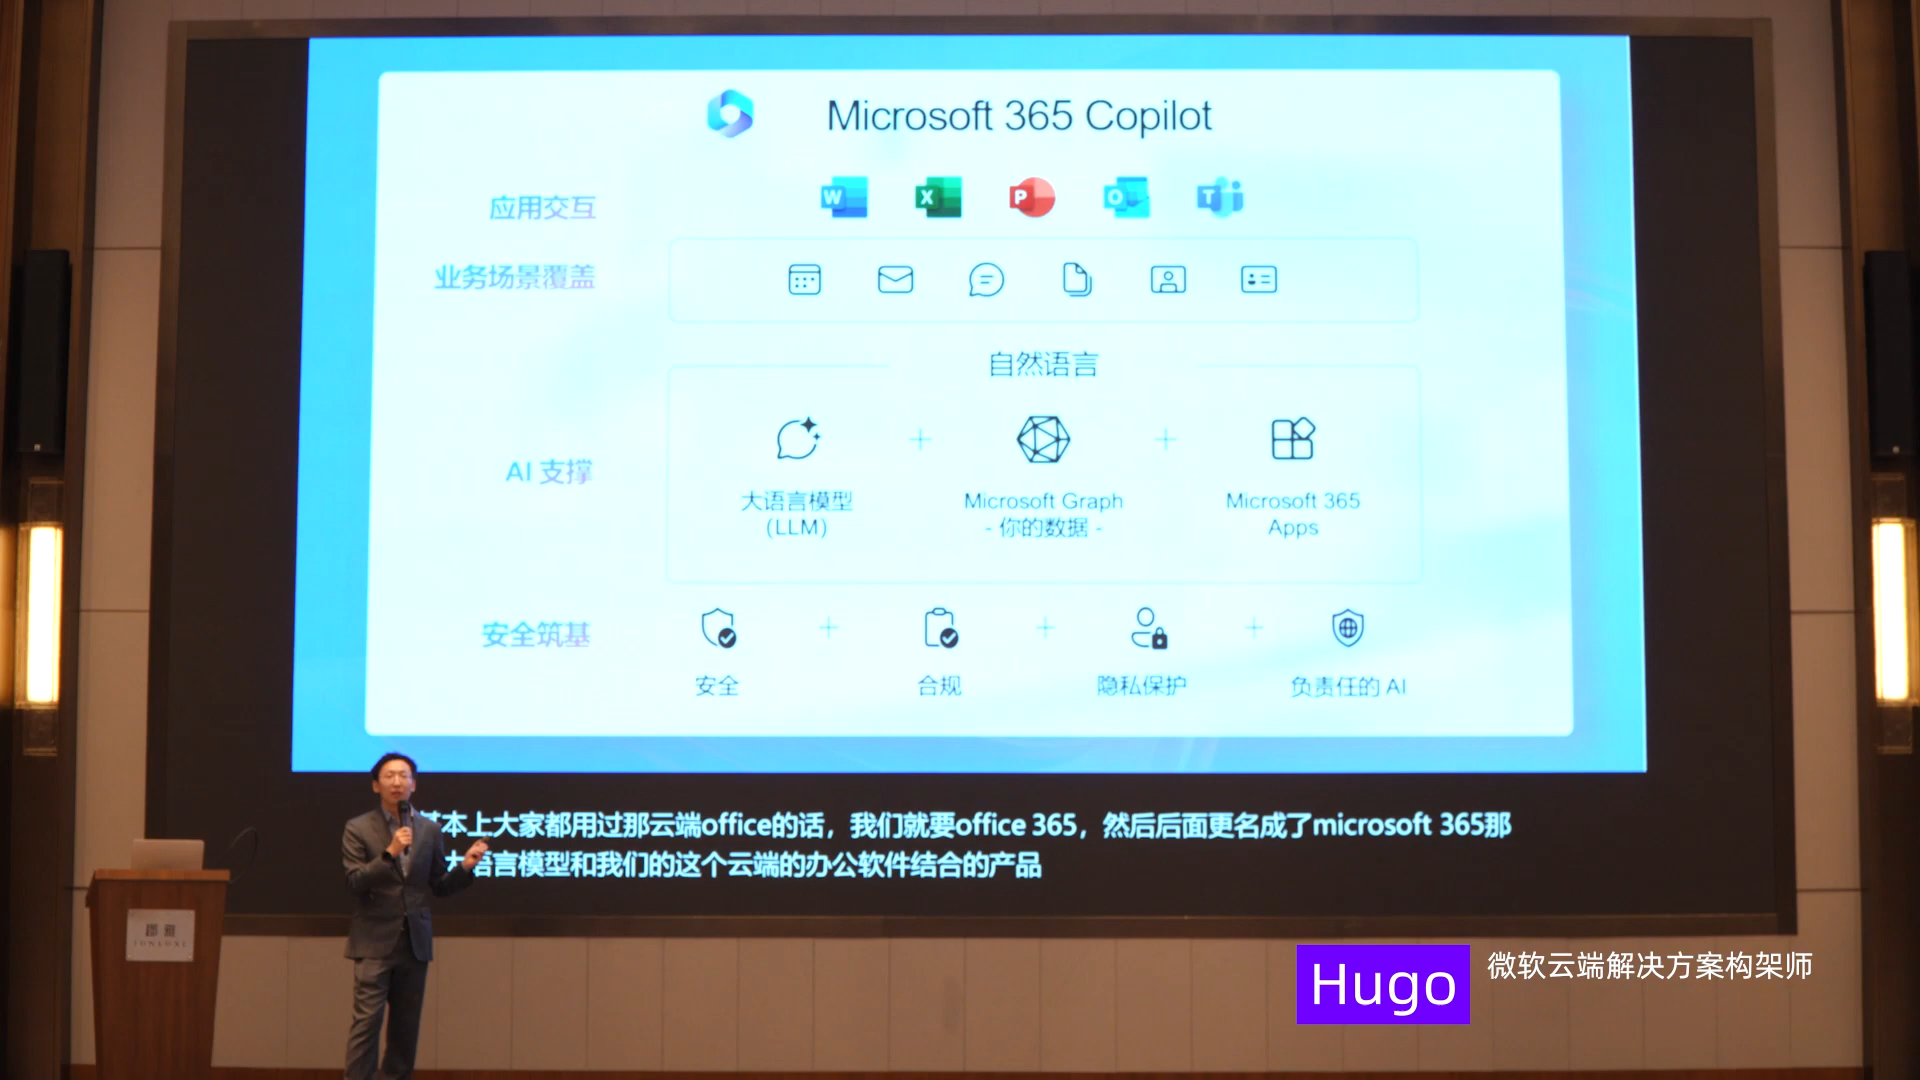 Microsoft 365 Copilot
应用交互
W
X
P
O
T
业务场景覆盖
自然语言
AI 支撑
大语言模型
(LLM)
Microsoft Graph
- 你的数据 -
Microsoft 365
Apps
安全筑基
安全
合规
隐私保护
负责任的 AI
本上大家都用过那云端office的话，我们就要office 365，然后后面更名成了microsoft 365那
语言模型和我们的这个云端的办公软件结合的产品
Hugo
微软云端解决方案构架师